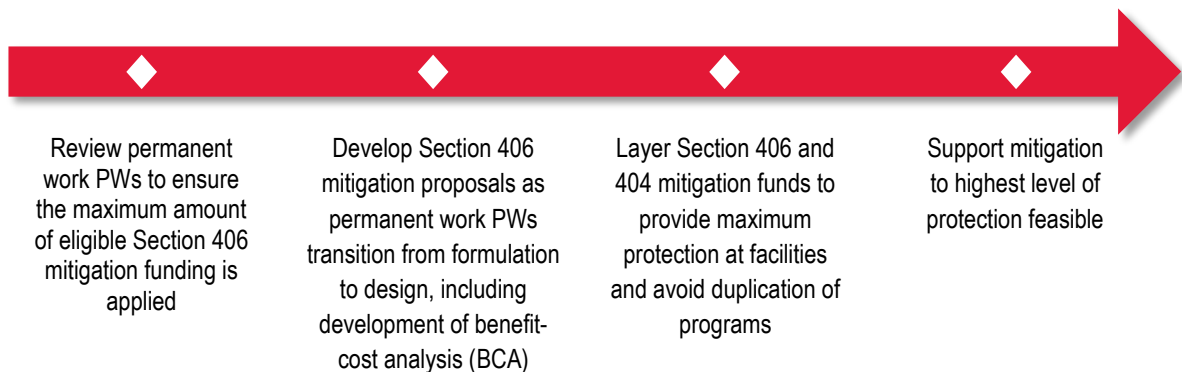 Review permanent
work PWs to ensure
the maximum amount
of eligible Section 406
mitigation funding is
applied
Develop Section 406
mitigation proposals as
permanent work PWs
transition from formulation
to design, including
development of benefit-
cost analysis (BCA)
Layer Section 406 and
404 mitigation funds to
provide maximum
protection at facilities
and avoid duplication of
programs
Support mitigation
to highest level of
protection feasible